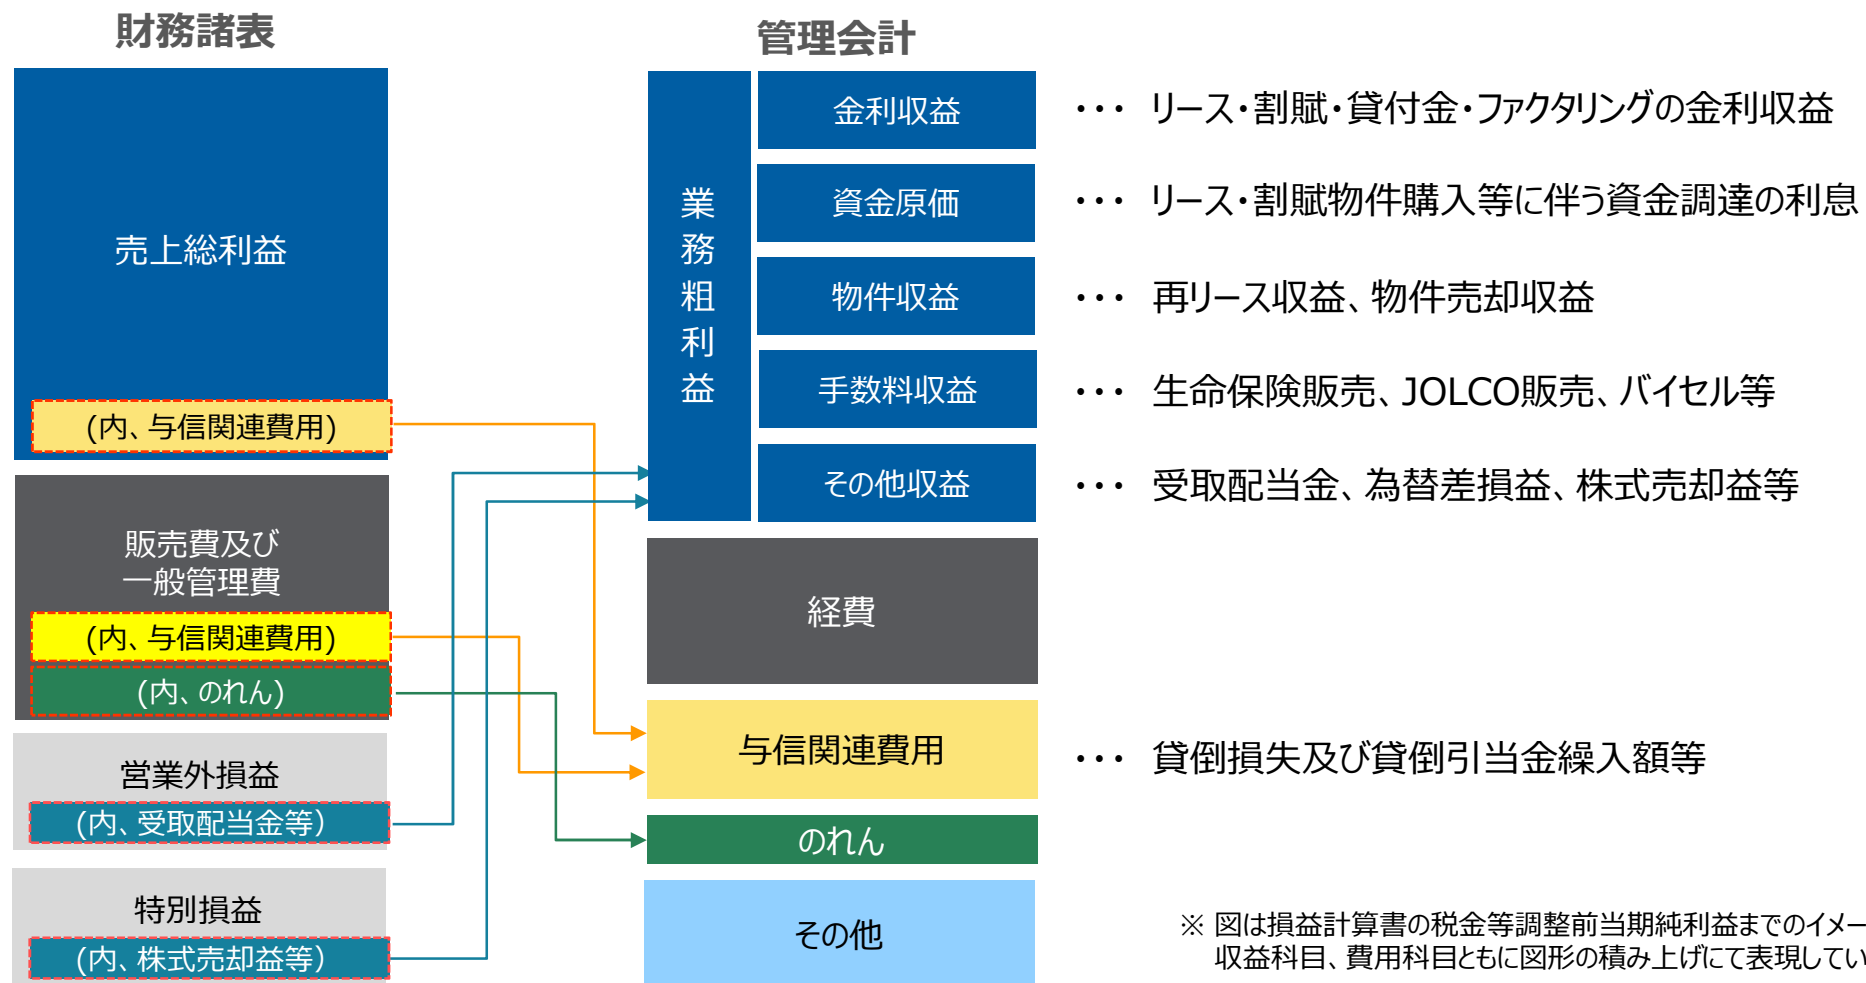 財務諸表
売上総利益
(内、与信関連費用)
販売費及び
一般管理費
(内、与信関連費用)
(内、のれん)
営業外損益
(内、受取配当金等)
特別損益
(内、株式売却益等)
管理会計
業務粗利益
金利収益
・・・ リース・割賦・貸付金・ファクタリングの金利収益
資金原価
・・・ リース・割賦物件購入等に伴う資金調達の利息
物件収益
・・・ 再リース収益、物件売却収益
手数料収益
・・・ 生命保険販売、JOLCO販売、バイセル等
その他収益
・・・ 受取配当金、為替差損益、株式売却益等
経費
与信関連費用
・・・ 貸倒損失及び貸倒引当金繰入額等
のれん
その他
※ 図は損益計算書の税金等調整前当期純利益までのイメー
収益科目、費用科目ともに図形の積み上げにて表現してい